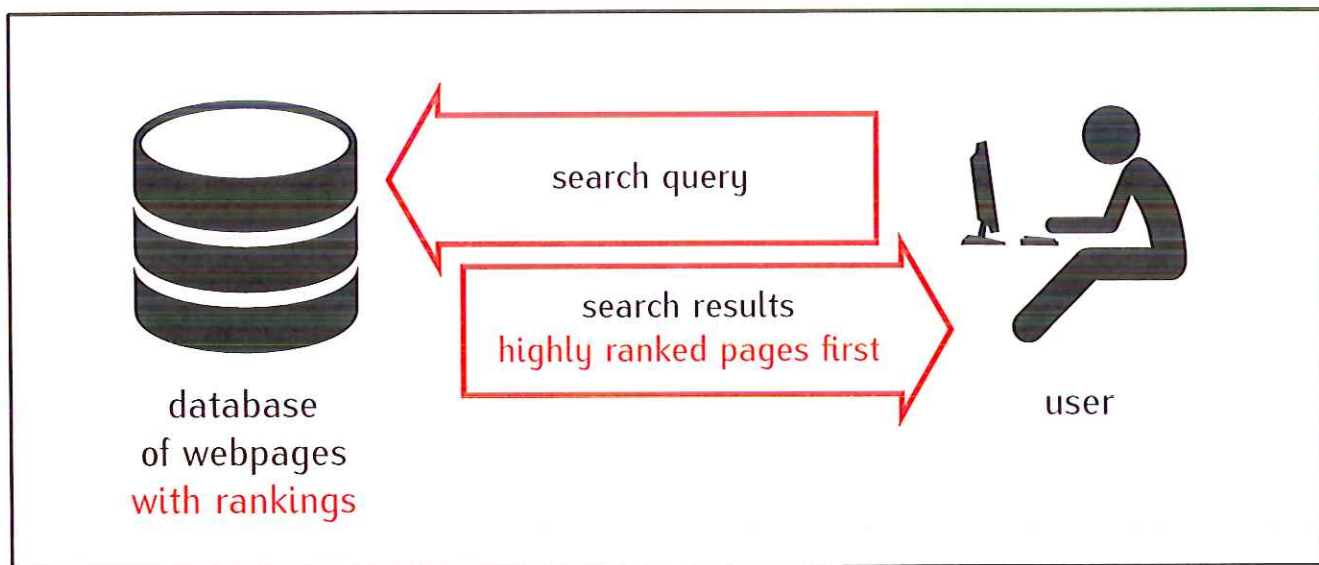 search query
search results
highly ranked pages first
database
of webpages
with rankings
user